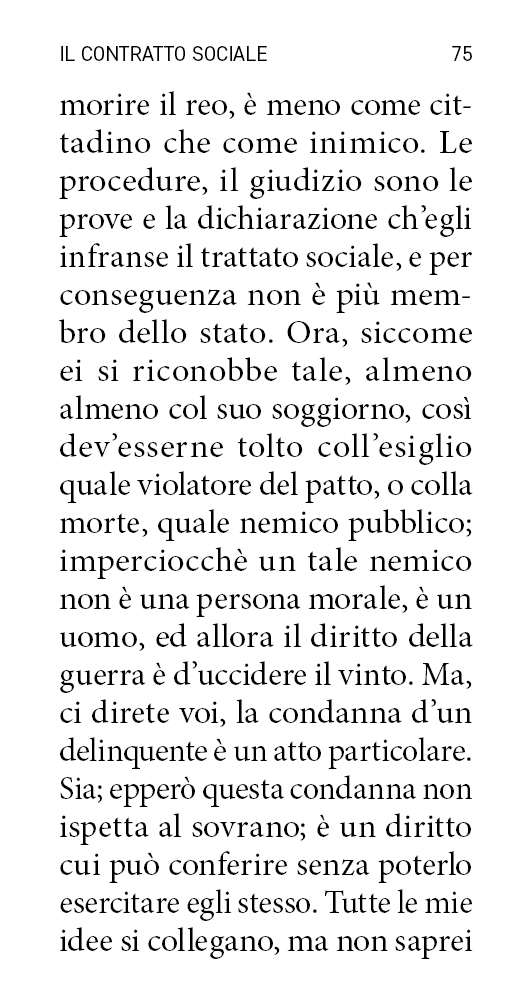 IL CONTRATTO SOCIALE 75
morire il reo, è meno come cit-
tadino che come inimico. Le
procedure, il giudizio sono le
prove e la dichiarazione ch’egli
infranse il trattato sociale, e per
conseguenza non è più mem-
bro dello stato. Ora, siccome
ei si riconobbe tale, almeno
almeno col suo soggiorno, così
dev’esserne tolto coll’esiglio
quale violatore del patto, o colla
morte, quale nemico pubblico;
imperciocchè un tale nemico
non è una persona morale, è un
uomo, ed allora il diritto della
guerra è d’uccidere il vinto. Ma,
ci direte voi, la condanna d’un
delinquente è un atto particolare.
Sia; epperò questa condanna non
ispetta al sovrano; è un diritto
cui può conferire senza poterlo
esercitare egli stesso. Tutte le mie
idee si collegano, ma non saprei